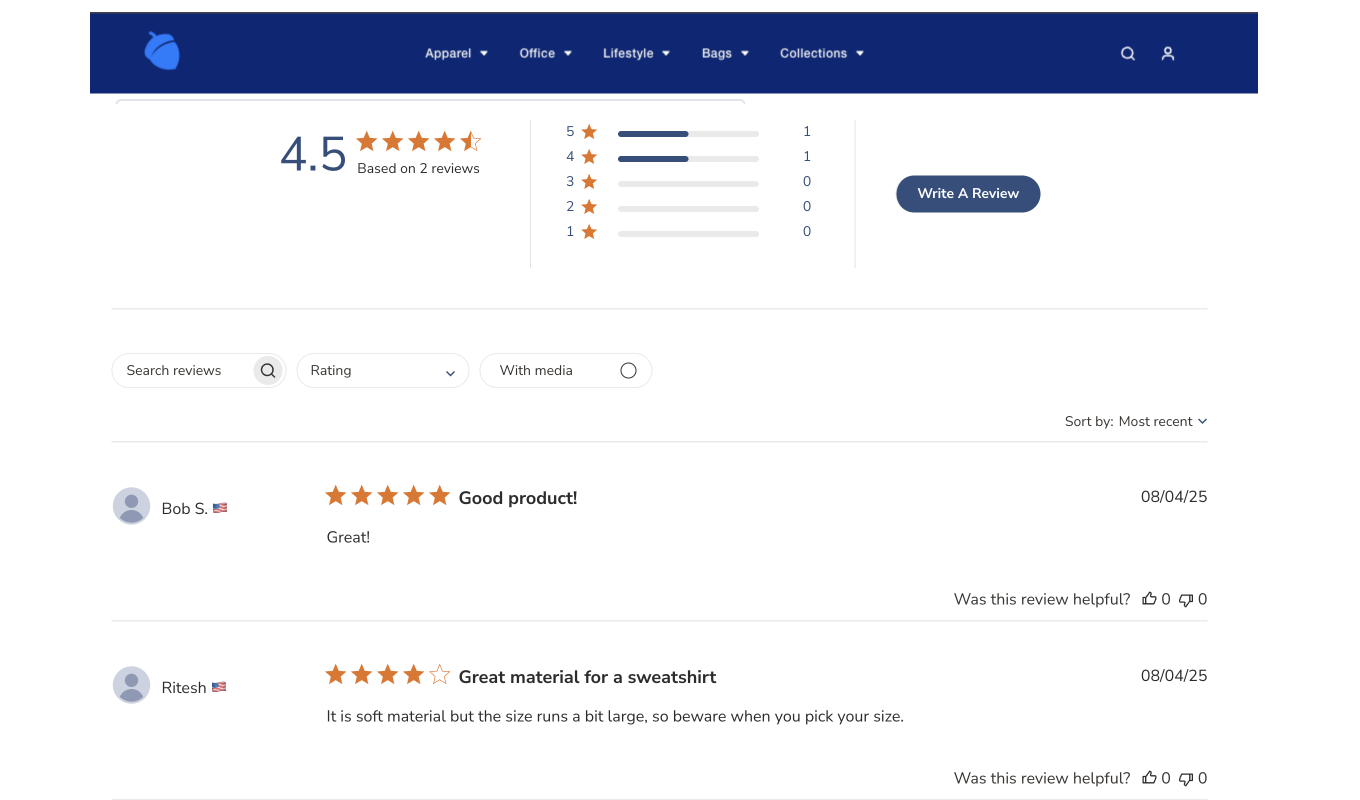 Apparel Office Lifestyle Bags Collections
4.5
Based on 2 reviews
5 1
4 1
3 0
2 0
1 0
Write A Review
Search reviews Rating With media
Sort by: Most recent
Bob S. Good product! 08/04/25
Great!
Was this review helpful? 0 0
Ritesh Great material for a sweatshirt 08/04/25
It is soft material but the size runs a bit large, so beware when you pick your size.
Was this review helpful? 0 0